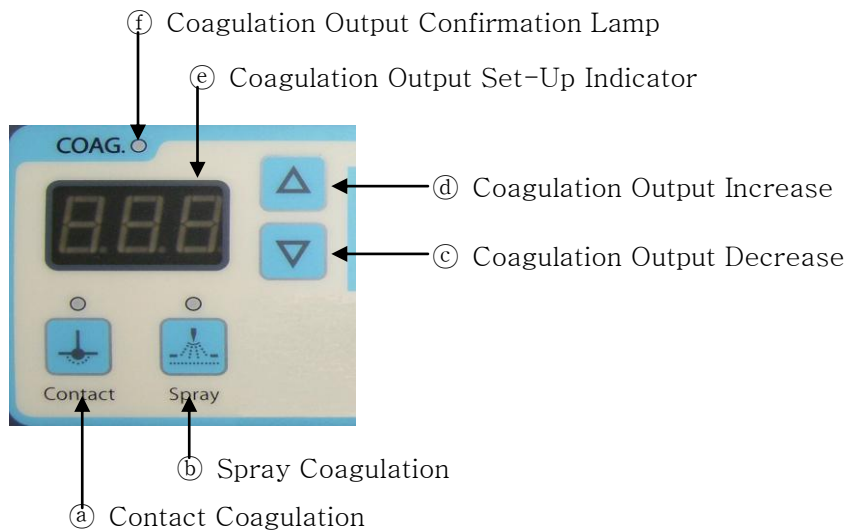 ⓕ Coagulation Output Confirmation Lamp
ⓔ Coagulation Output Set-Up Indicator
COAG.
ⓓ Coagulation Output Increase
ⓒ Coagulation Output Decrease
Contact
Spray
ⓑ Spray Coagulation
ⓐ Contact Coagulation